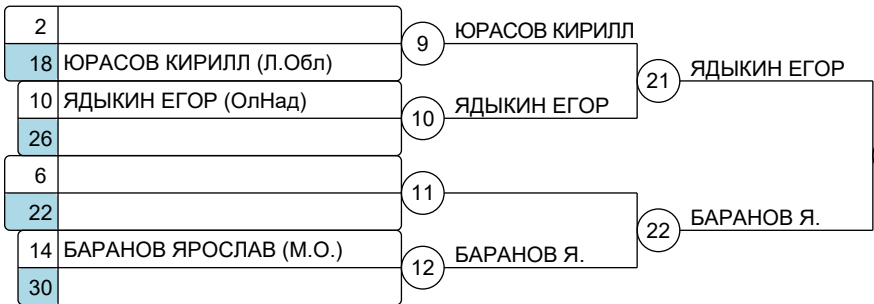 2
18 ЮРАСОВ КИРИЛЛ (Л.Обл)
9 ЮРАСОВ КИРИЛЛ
10 ЯДЫКИН ЕГОР (ОлНад)
26
10 ЯДЫКИН ЕГОР
21 ЯДЫКИН ЕГОР
6
22
11
14 БАРАНОВ ЯРОСЛАВ (М.О.)
30
12 БАРАНОВ Я.
22 БАРАНОВ Я.